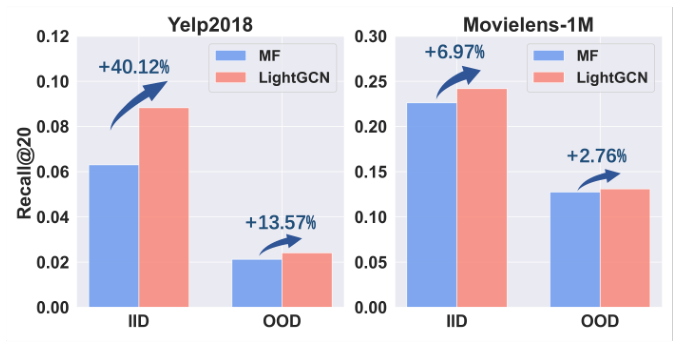 Yelp2018
Recall@20
0.12
0.10
0.08
0.06
0.04
0.02
0.00
MF
LightGCN
+40.12%
+13.57%
IID
OOD
Movielens-1M
0.30
0.25
0.20
0.15
0.10
0.05
0.00
MF
LightGCN
+6.97%
+2.76%
IID
OOD